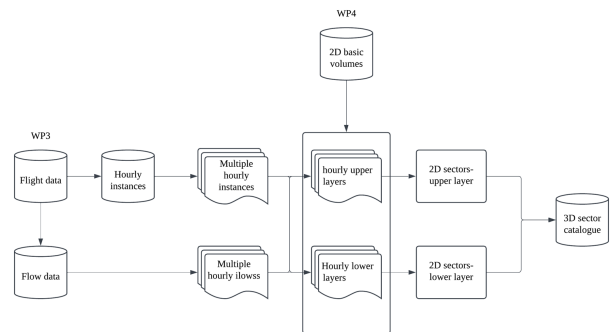 WP4
2D basic
volumes
WP3
Flight data
Hourly
instances
Multiple
hourly
instances
hourly upper
layers
2D sectors-
upper layer
3D sector
catalogue
Flow data
Multiple
hourly ilowss
Hourly lower
layers
2D sectors-
lower layer